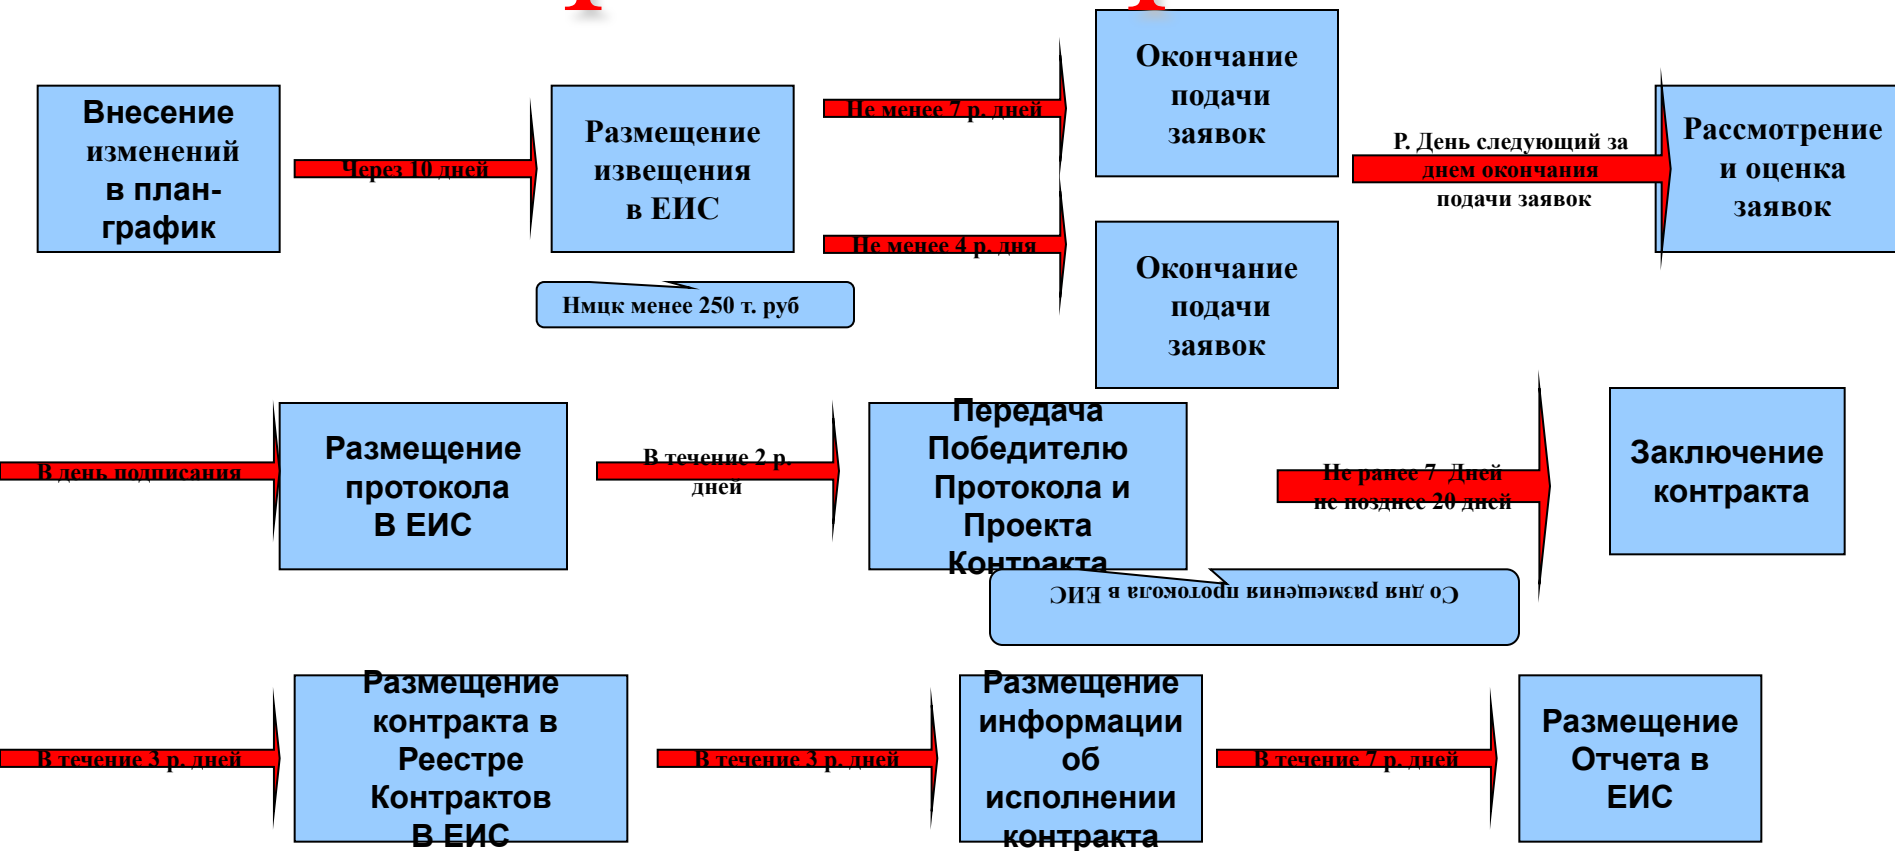 Внесение
изменений
в план-
график
Через 10 дней
Размещение
извещения
в ЕИС
Нмцк менее 250 т. руб
Не менее 7 р. дней
Не менее 4 р. дня
Окончание
подачи
заявок
Окончание
подачи
заявок
Р. День следующий за
днем окончания
подачи заявок
Рассмотрение
и оценка
заявок
В день подписания
Размещение
протокола
В ЕИС
В течение 2 р.
дней
Передача
Победителю
Протокола и
Проекта
Контракта
Со дня размещения протокола в ЕИС
Не ранее 7 Дней
не позднее 20 дней
Заключение
контракта
В течение 3 р. дней
Размещение
контракта в
Реестре
Контрактов
В ЕИС
В течение 3 р. дней
Размещение
информации
об
исполнении
контракта
В течение 7 р. дней
Размещение
Отчета в
ЕИС